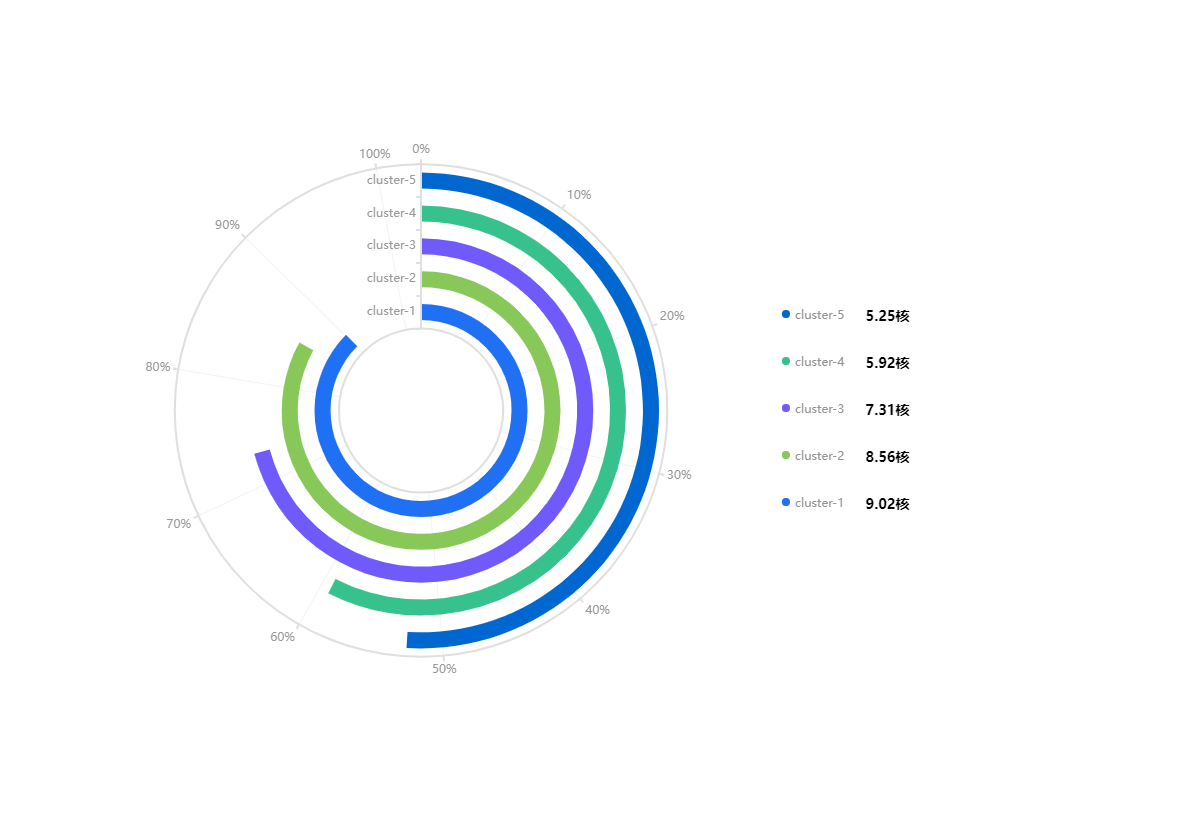 100%
0%
10%
20%
30%
40%
50%
60%
70%
80%
90%
cluster-5
cluster-4
cluster-3
cluster-2
cluster-1
cluster-5 5.25核
cluster-4 5.92核
cluster-3 7.31核
cluster-2 8.56核
cluster-1 9.02核